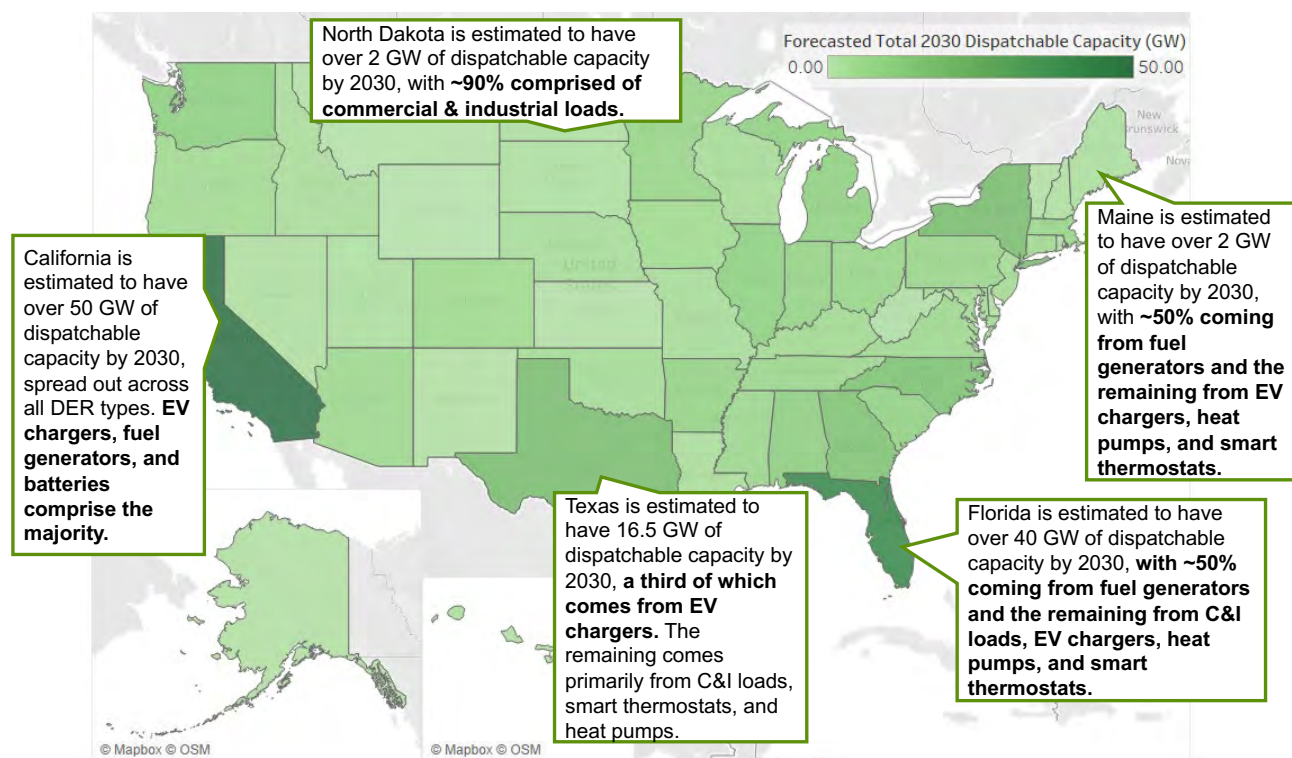 North Dakota is estimated to have
over 2 GW of dispatchable capacity
by 2030, with ~90% comprised of
commercial & industrial loads.
Forecasted Total 2030 Dispatchable Capacity (GW)
0.00
50.00
New
Brunswick
Nova
Maine is estimated
to have over 2 GW
of dispatchable
capacity by 2030,
with ~50% coming
from fuel
generators and the
remaining from EV
chargers, heat
pumps, and smart
thermostats.
California is
estimated to have
over 50 GW of
dispatchable
capacity by 2030,
spread out across
all DER types. EV
chargers, fuel
generators, and
batteries
comprise the
majority.
United
States
Texas is estimated to
have 16.5 GW of
dispatchable capacity by
2030, a third of which
comes from EV
chargers. The
remaining comes
primarily from C&I loads,
smart thermostats, and
heat pumps.
Florida is estimated to have
over 40 GW of dispatchable
capacity by 2030, with ~50%
coming from fuel generators
and the remaining from C&I
loads, EV chargers, heat
pumps, and smart
thermostats.
© Mapbox © OSM
© Mapbox © OSM